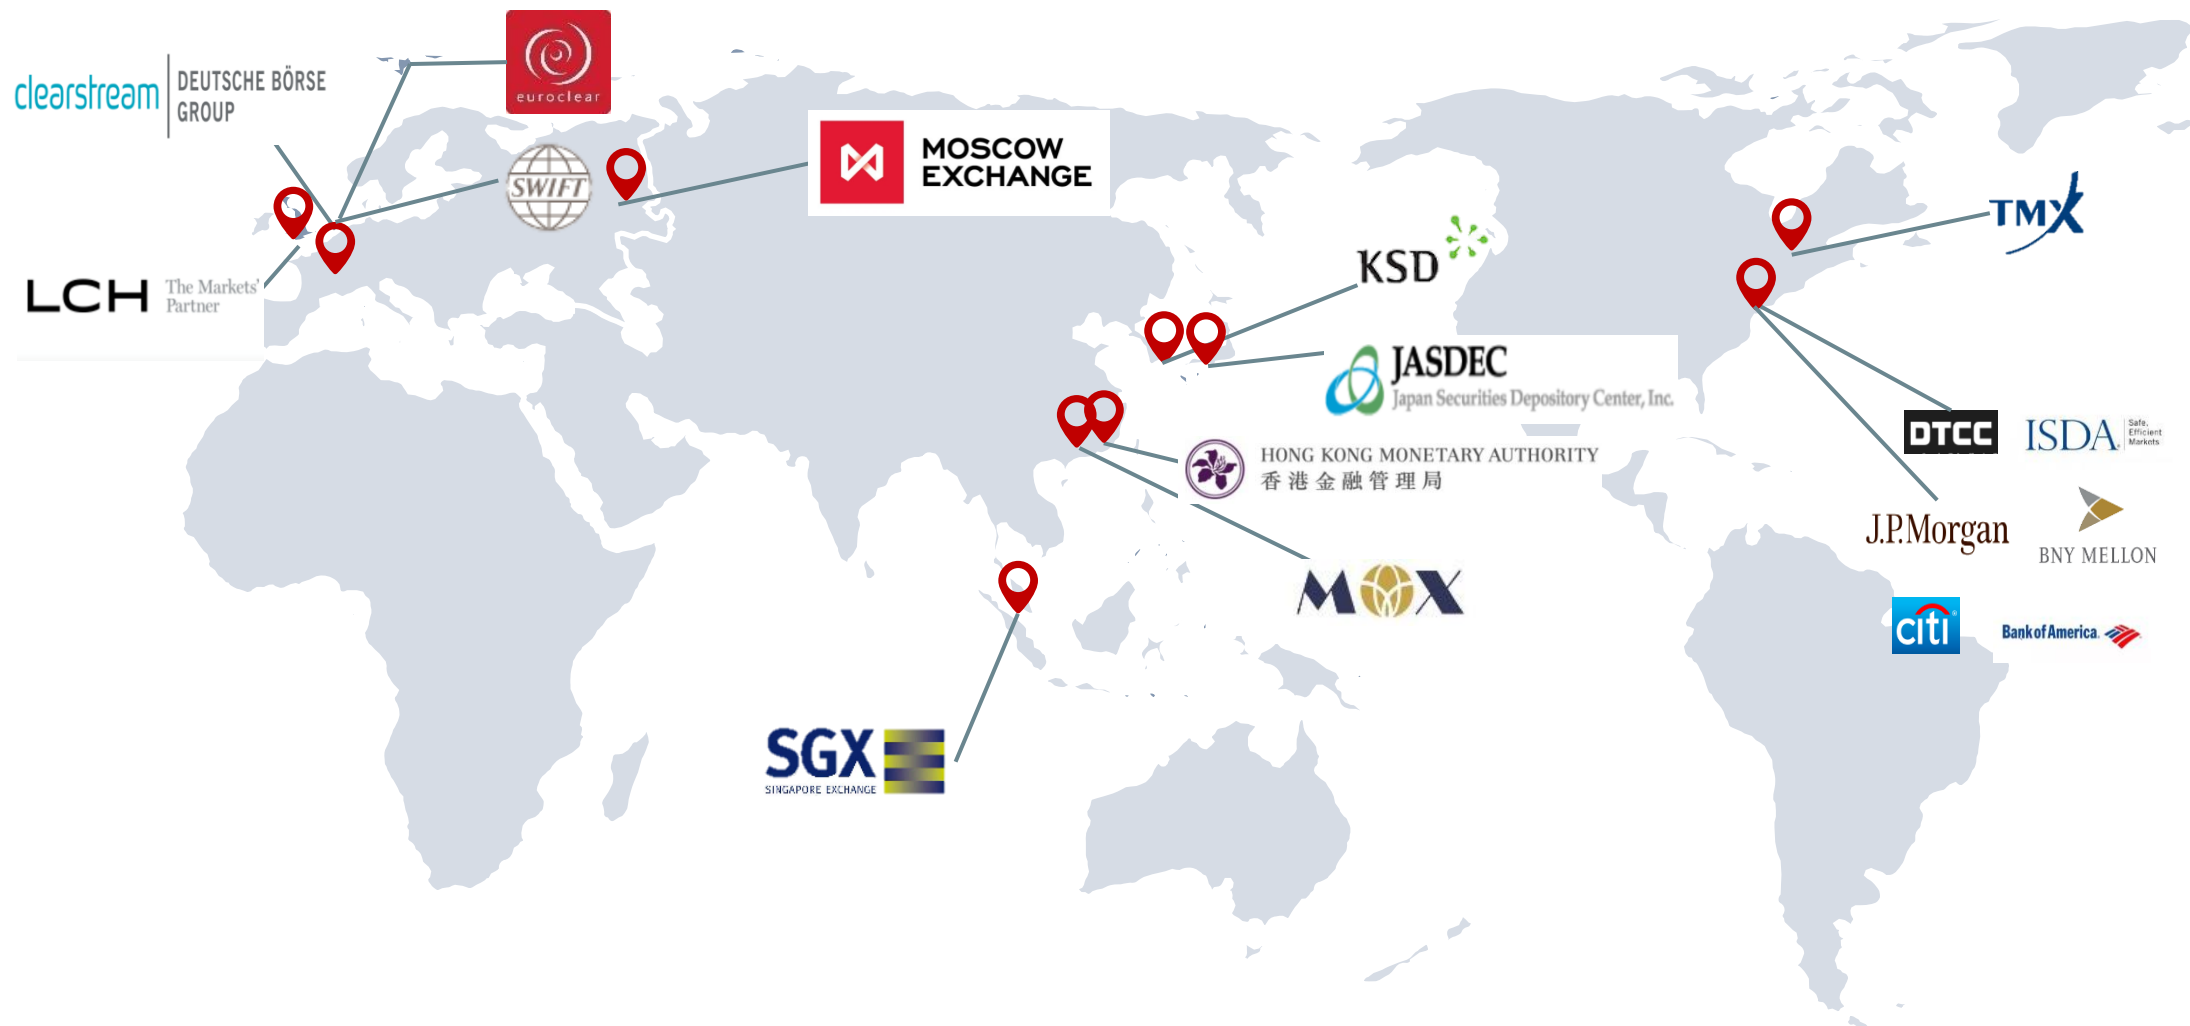 clearstream
DEUTSCHE BÖRSE
GROUP
euroclear
SWIFT
MOSCOW
EXCHANGE
LCH
The Markets'
Partner
KSD
TMX
JASDEC
Japan Securities Depository Center, Inc.
HONG KONG MONETARY AUTHORITY
香港金融管理局
MOX
DTCC
ISDA
Safe,
Efficient
Markets
J.P.Morgan
BNY MELLON
citi
Bank of America
SGX
SINGAPORE EXCHANGE